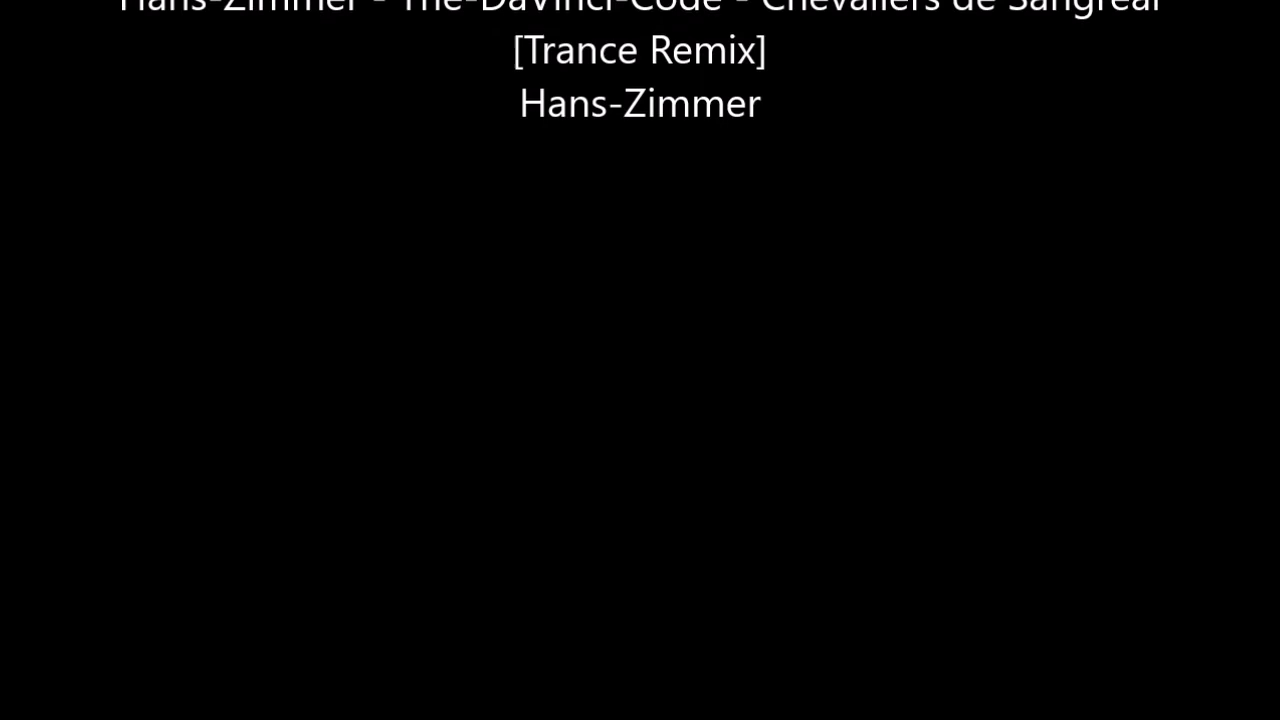 Hans-Zimmer - The-DaVinci-Code - Chevaliers de Sangreal
[Trance Remix]
Hans-Zimmer